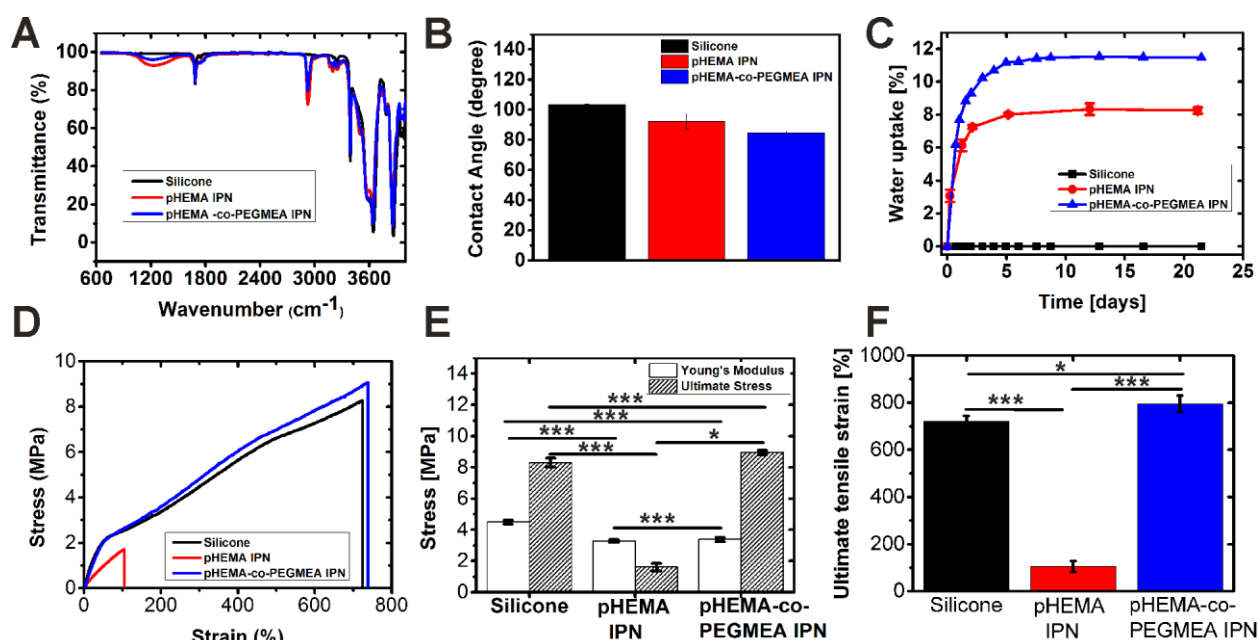 A
Transmittance (%)
100
80
60
40
20
0
Silicone
pHEMA IPN
pHEMA -co-PEGMEA IPN
600
1200
1800
2400
3000
3600
Wavenumber (cm-1)
B
Contact Angle (degree)
140
120
100
80
60
40
20
0
Silicone
pHEMA IPN
pHEMA-co-PEGMEA IPN
C
Water uptake [%]
12
10
8
6
4
2
0
Silicone
pHEMA IPN
pHEMA-co-PEGMEA IPN
0
5
10
15
20
25
Time [days]
D
Stress (MPa)
10
8
6
4
2
0
Silicone
pHEMA IPN
pHEMA-co-PEGMEA IPN
0
200
400
600
800
Strain (%)
E
Stress [MPa]
14
12
10
8
6
4
2
0
Young's Modulus
Ultimate Stress
***
***
***
***
*
***
Silicone
pHEMA
IPN
pHEMA-co-
PEGMEA IPN
F
Ultimate tensile strain [%]
1000
800
600
400
200
0
*
***
***
Silicone
pHEMA
IPN
pHEMA-co-
PEGMEA IPN